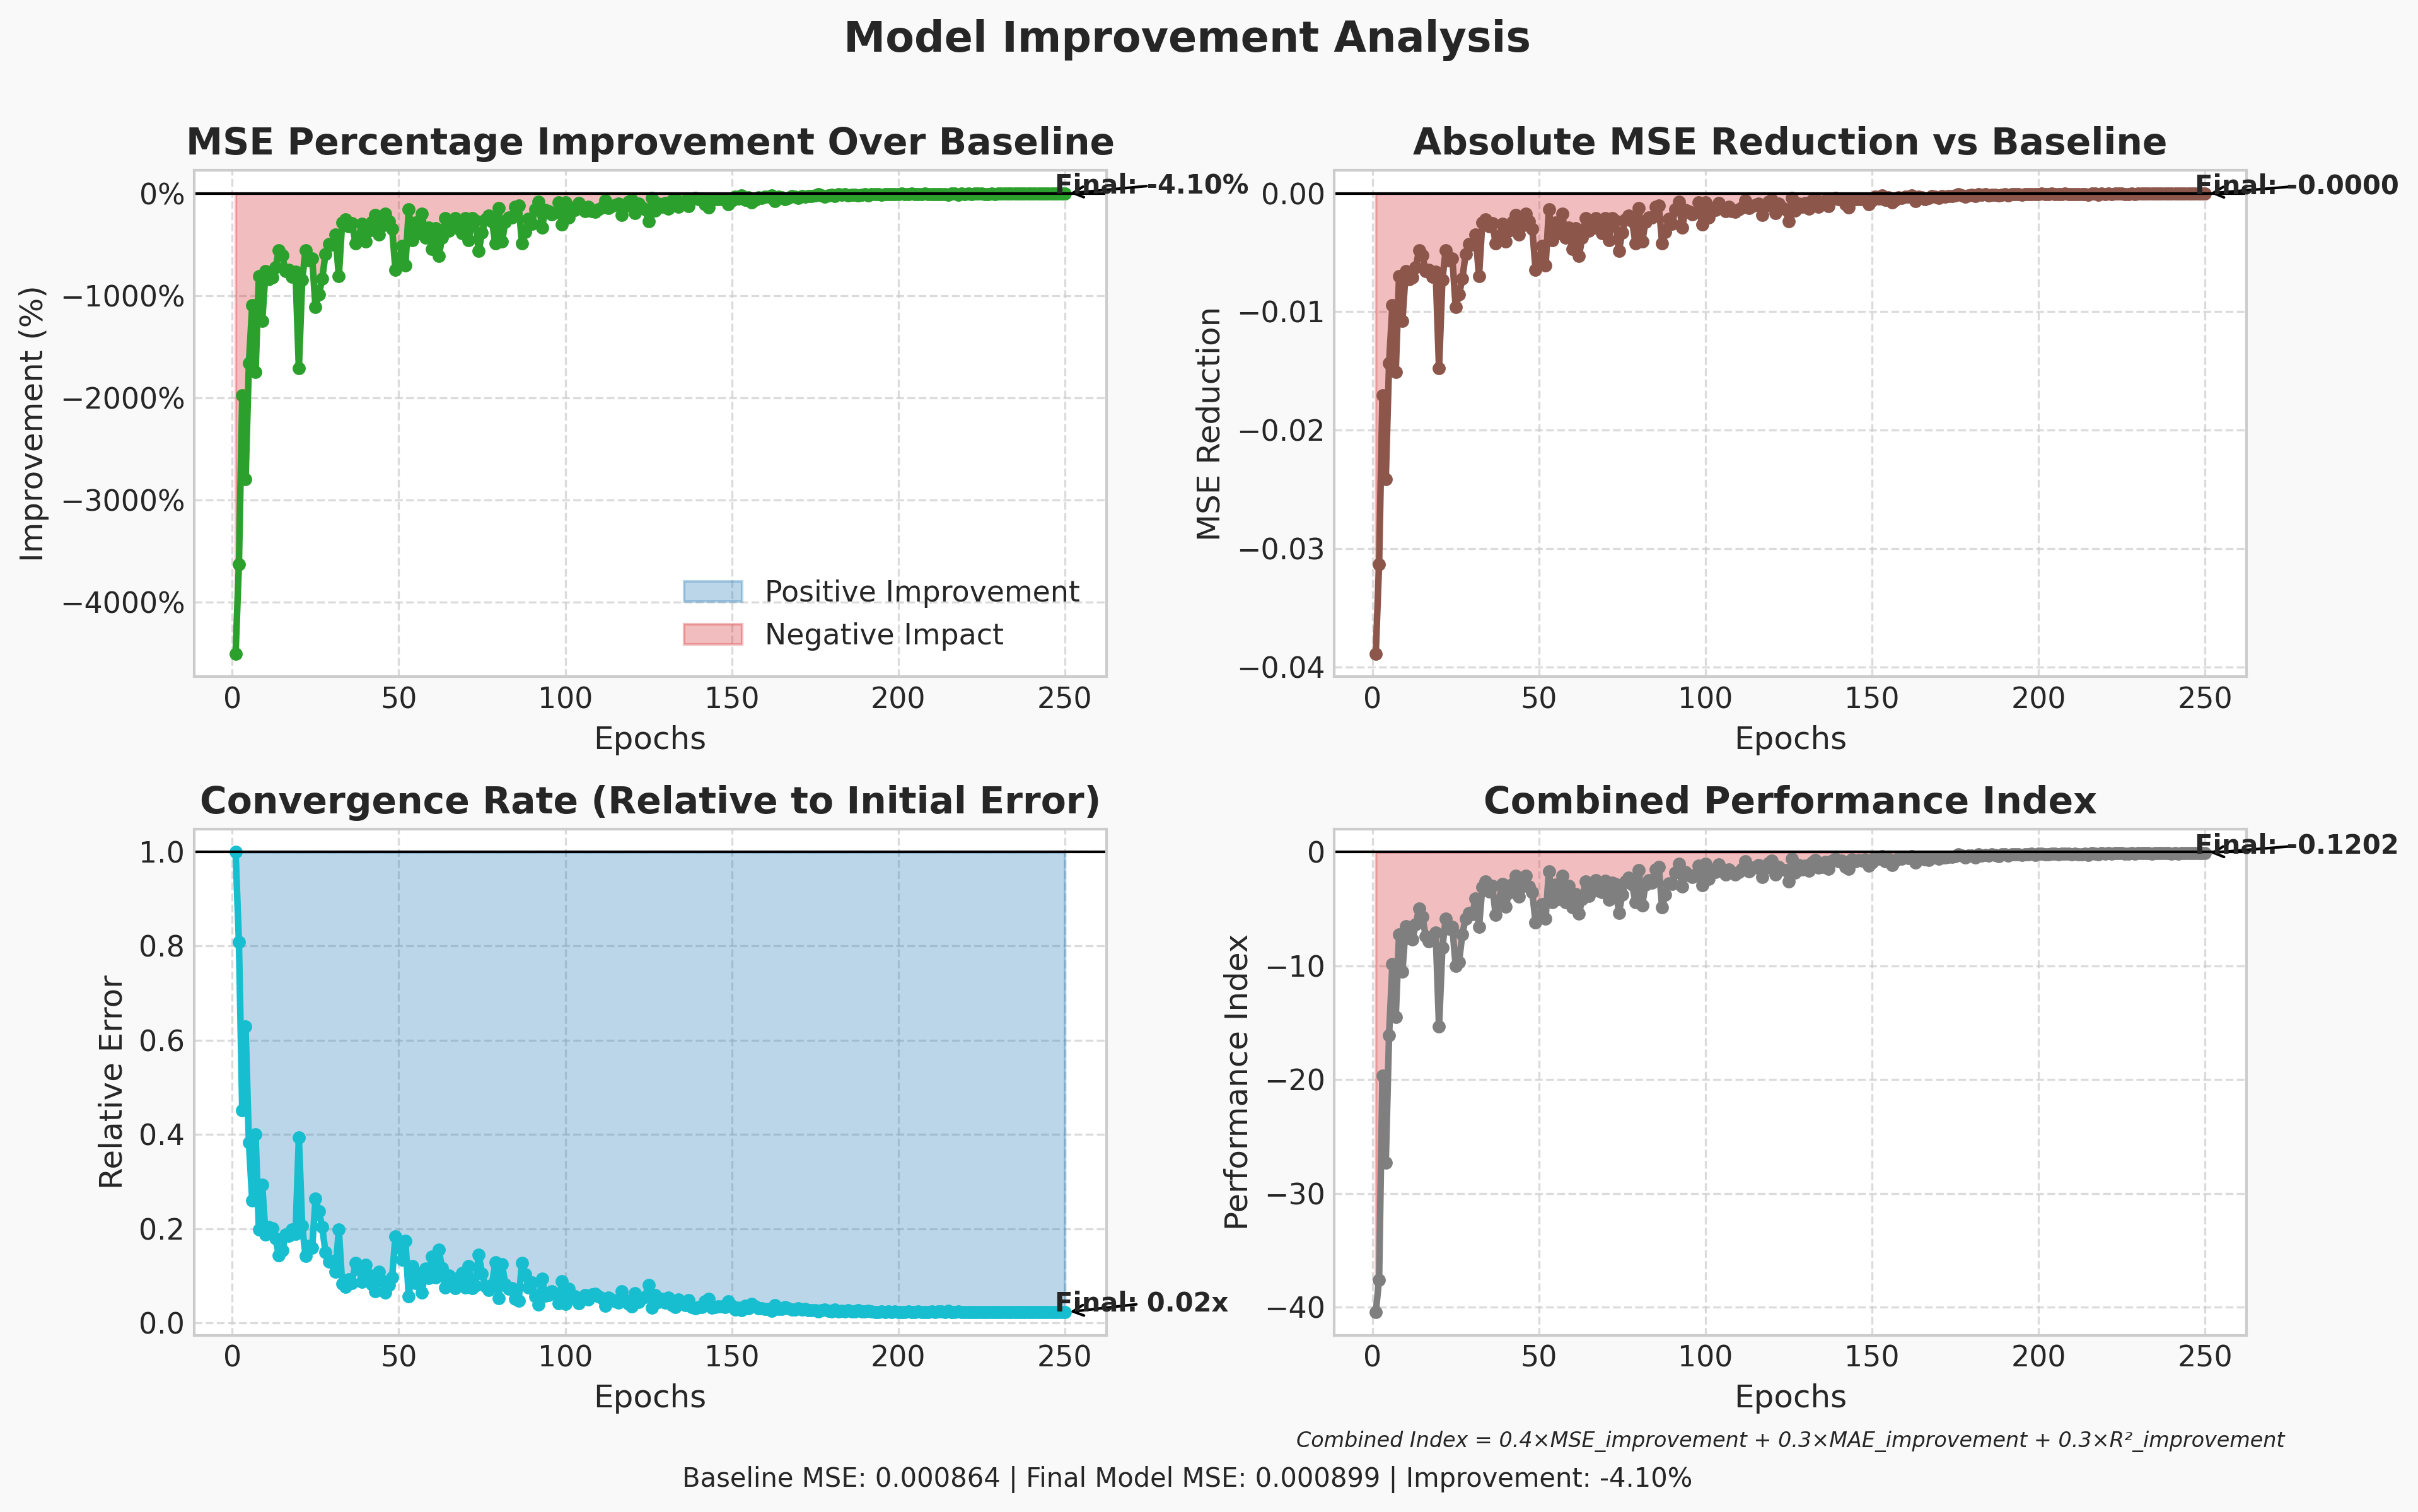 Model Improvement Analysis
MSE Percentage Improvement Over Baseline
Final: -4.10%
0%
−1000%
−2000%
−3000%
−4000%
Improvement (%)
Positive Improvement
Negative Impact
0 50 100 150 200 250
Epochs
Absolute MSE Reduction vs Baseline
Final: -0.0000
0.00
−0.01
−0.02
−0.03
−0.04
MSE Reduction
0 50 100 150 200 250
Epochs
Convergence Rate (Relative to Initial Error)
1.0
0.8
0.6
0.4
0.2
0.0
Relative Error
Final: 0.02x
0 50 100 150 200 250
Epochs
Combined Performance Index
Final: -0.1202
0
−10
−20
−30
−40
Performance Index
0 50 100 150 200 250
Epochs
Combined Index = 0.4×MSE_improvement + 0.3×MAE_improvement + 0.3×R²_improvement
Baseline MSE: 0.000864 | Final Model MSE: 0.000899 | Improvement: -4.10%